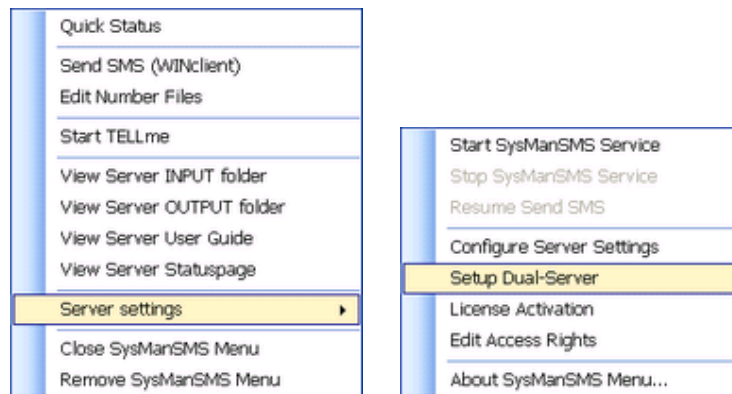 Quick Status
Send SMS (WINclient)
Edit Number Files
Start TELLme
View Server INPUT folder
View Server OUTPUT folder
View Server User Guide
View Server Statuspage
Server settings
Close SysManSMS Menu
Remove SysManSMS Menu
Start SysManSMS Service
Stop SysManSMS Service
Resume Send SMS
Configure Server Settings
Setup Dual-Server
License Activation
Edit Access Rights
About SysManSMS Menu...